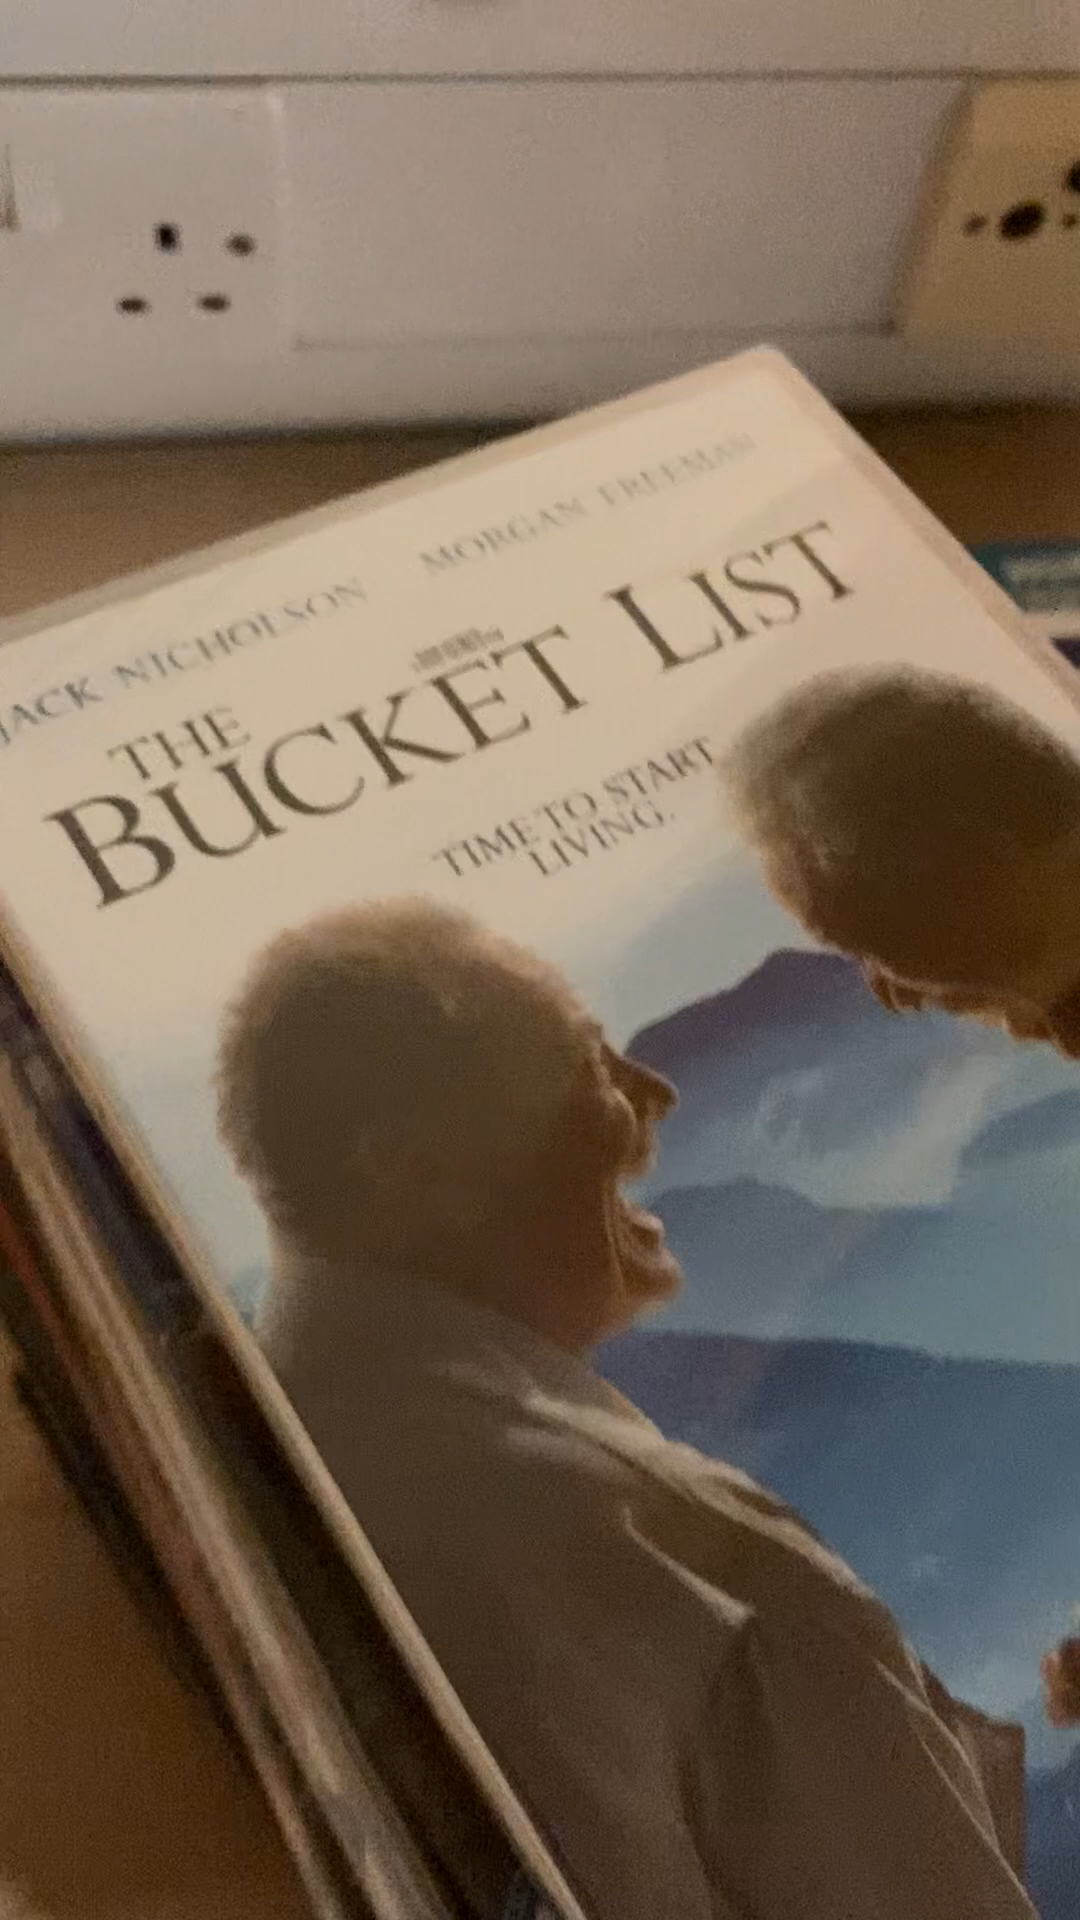 JACK NICHOLSON MORGAN FREEMAN
THE
BUCKET LIST
TIME TO START
LIVING.